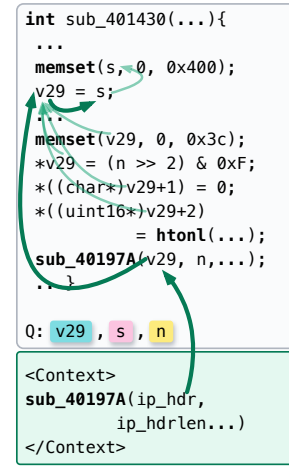 int sub_401430(...){
...
memset(s, 0, 0x400);
v29 = s;
...
memset(v29, 0, 0x3c);
*v29 = (n >> 2) & 0xF;
*((char*)v29+1) = 0;
*((uint16*)v29+2)
= htonl(...);
sub_40197A(v29, n,...);
... }
Q: v29 , s , n
<Context>
sub_40197A(ip_hdr,
ip_hdrlen...)
</Context>